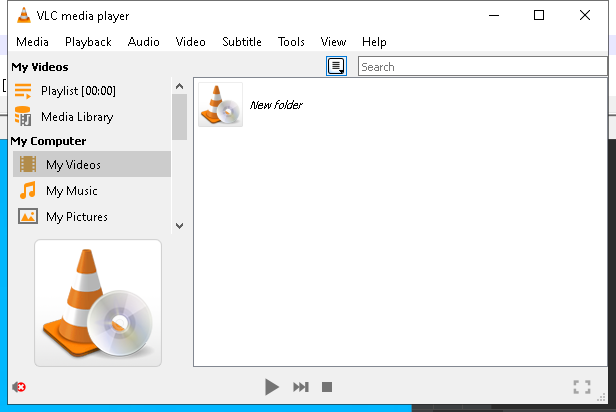 VLC media player
Media Playback Audio Video Subtitle Tools View Help
My Videos
Search
Playlist [00:00]
Media Library
My Computer
My Videos
My Music
My Pictures
New folder